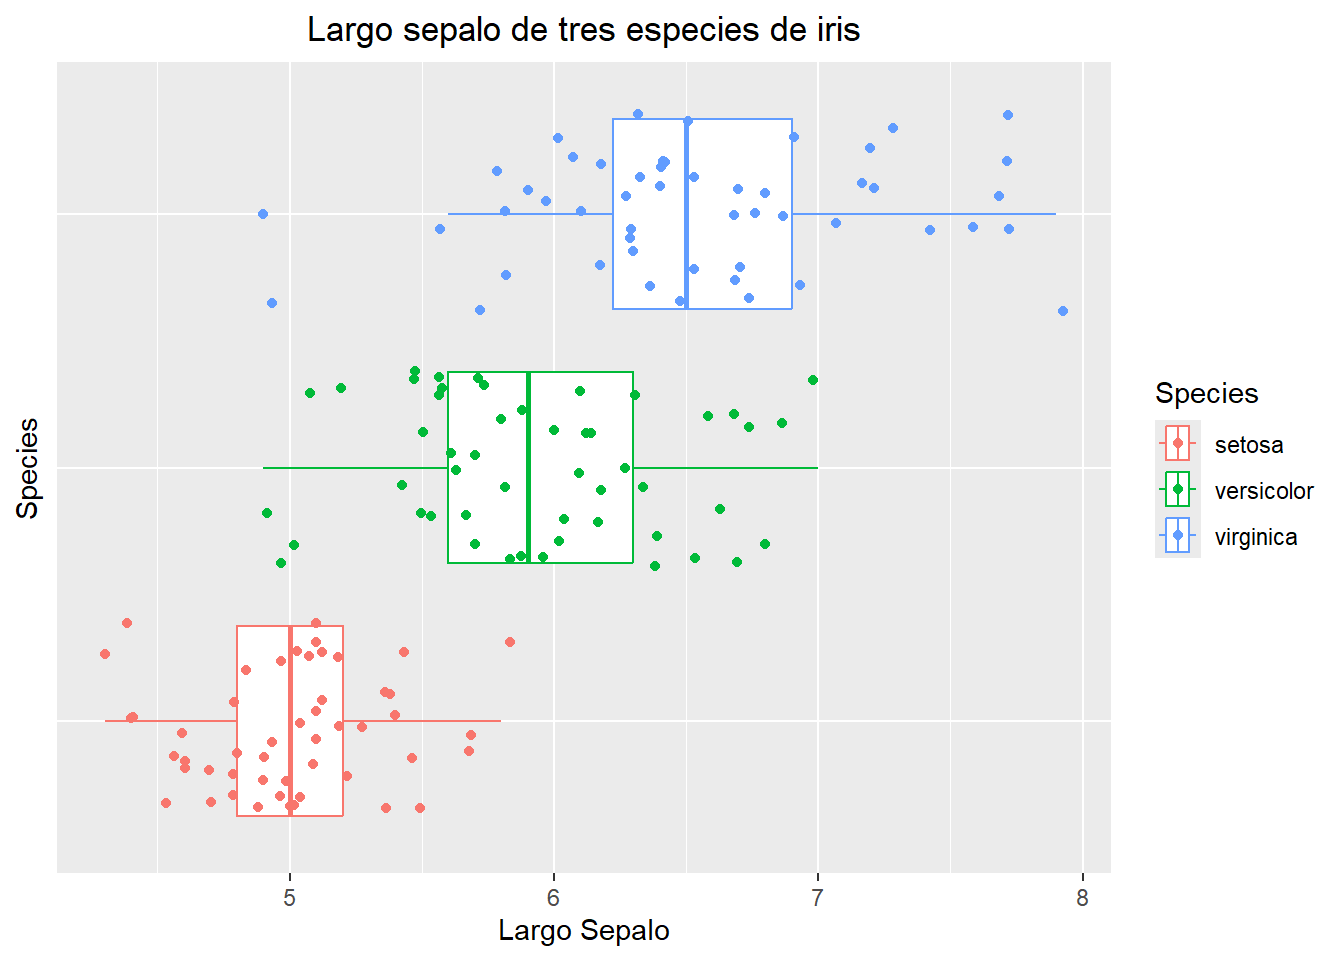 Largo sepalo de tres especies de iris
Species
Species
setosa
versicolor
virginica
5 6 7 8
Largo Sepalo